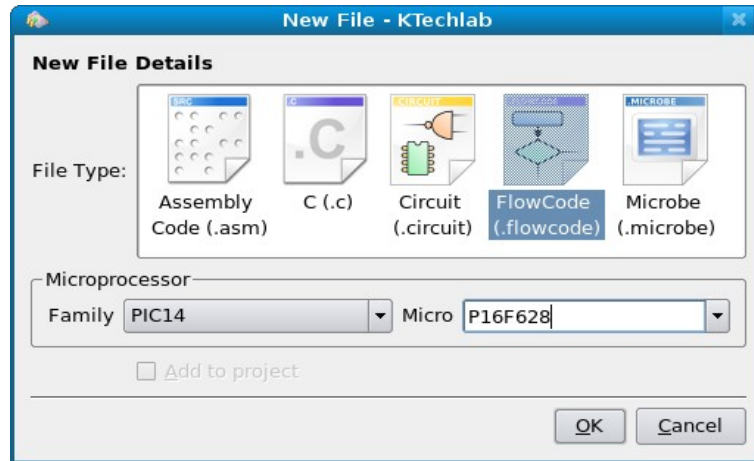 New File - KTechlab
New File Details
File Type:
SRC
.C
.CIRCUIT
.FLOWCODE
.MICROBE
.C
Assembly
Code (.asm)
C (.c)
Circuit
(.circuit)
FlowCode
(.flowcode)
Microbe
(.microbe)
Microprocessor
Family PIC14 Micro P16F628
Add to project
OK Cancel